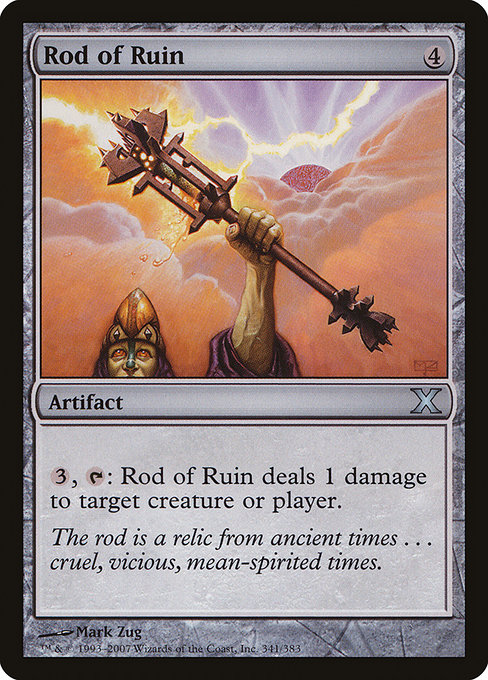 Rod of Ruin 4
Artifact X
3, T: Rod of Ruin deals 1 damage
to target creature or player.
The rod is a relic from ancient times . . .
cruel, vicious, mean-spirited times.
Mark Zug
™ & © 1993–2007 Wizards of the Coast, Inc. 341/383